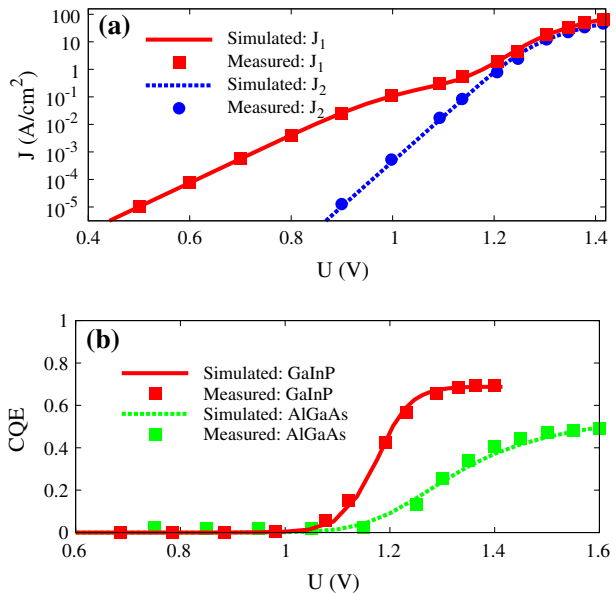 (a)
100
10
1
10^-1
10^-2
10^-3
10^-4
10^-5
J (A/cm^2)
Simulated: J_1
Measured: J_1
Simulated: J_2
Measured: J_2
0.4 0.6 0.8 1 1.2 1.4
U (V)
(b)
1
0.8
0.6
0.4
0.2
0
CQE
Simulated: GaInP
Measured: GaInP
Simulated: AlGaAs
Measured: AlGaAs
0.6 0.8 1 1.2 1.4 1.6
U (V)